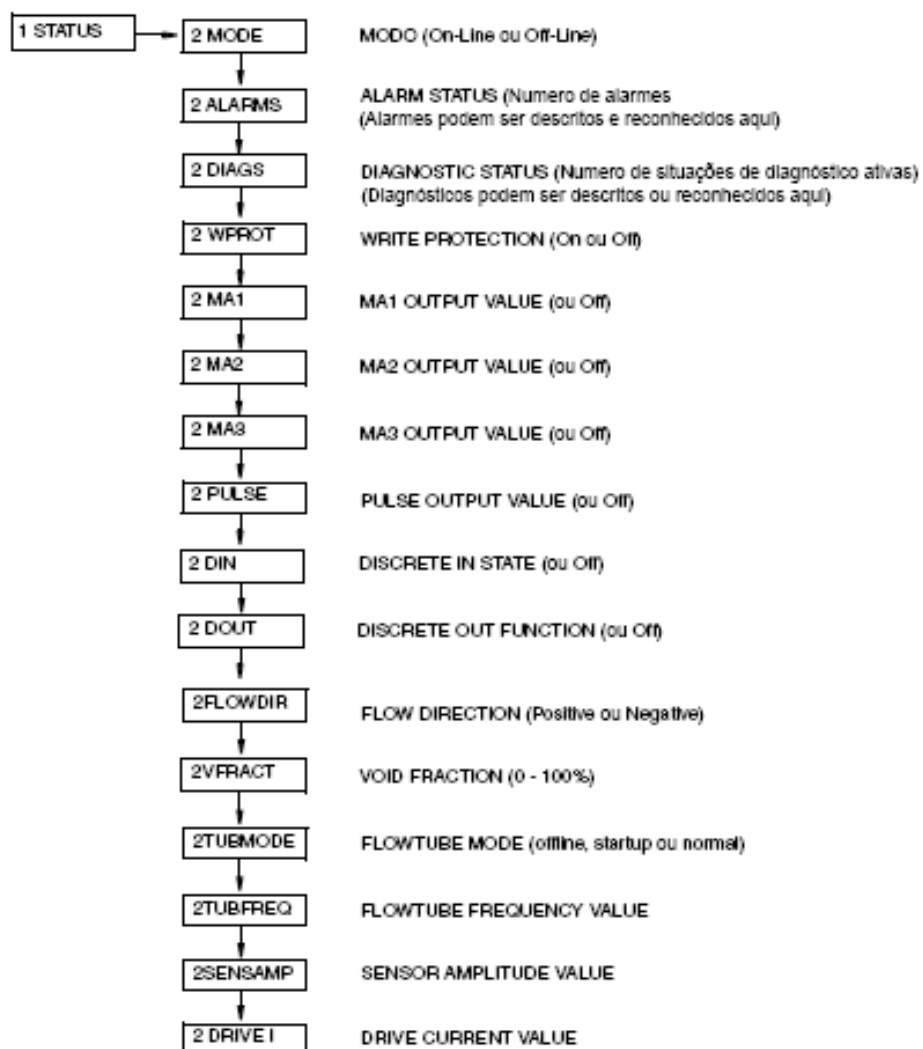 1 STATUS
2 MODE MODO (On-Line ou Off-Line)
2 ALARMS ALARM STATUS (Numero de alarmes
(Alarmes podem ser descritos e reconhecidos aqui)
2 DIAGS DIAGNOSTIC STATUS (Numero de situações de diagnóstico ativas)
(Diagnósticos podem ser descritos ou reconhecidos aqui)
2 WPROT WRITE PROTECTION (On ou Off)
2 MA1 MA1 OUTPUT VALUE (ou Off)
2 MA2 MA2 OUTPUT VALUE (ou Off)
2 MA3 MA3 OUTPUT VALUE (ou Off)
2 PULSE PULSE OUTPUT VALUE (ou Off)
2 DIN DISCRETE IN STATE (ou Off)
2 DOUT DISCRETE OUT FUNCTION (ou Off)
2FLOWDIR FLOW DIRECTION (Positive ou Negative)
2VFRACT VOID FRACTION (0 - 100%)
2TUBMODE FLOWTUBE MODE (offline, startup ou normal)
2TUBFREQ FLOWTUBE FREQUENCY VALUE
2SENSAMP SENSOR AMPLITUDE VALUE
2 DRIVE I DRIVE CURRENT VALUE